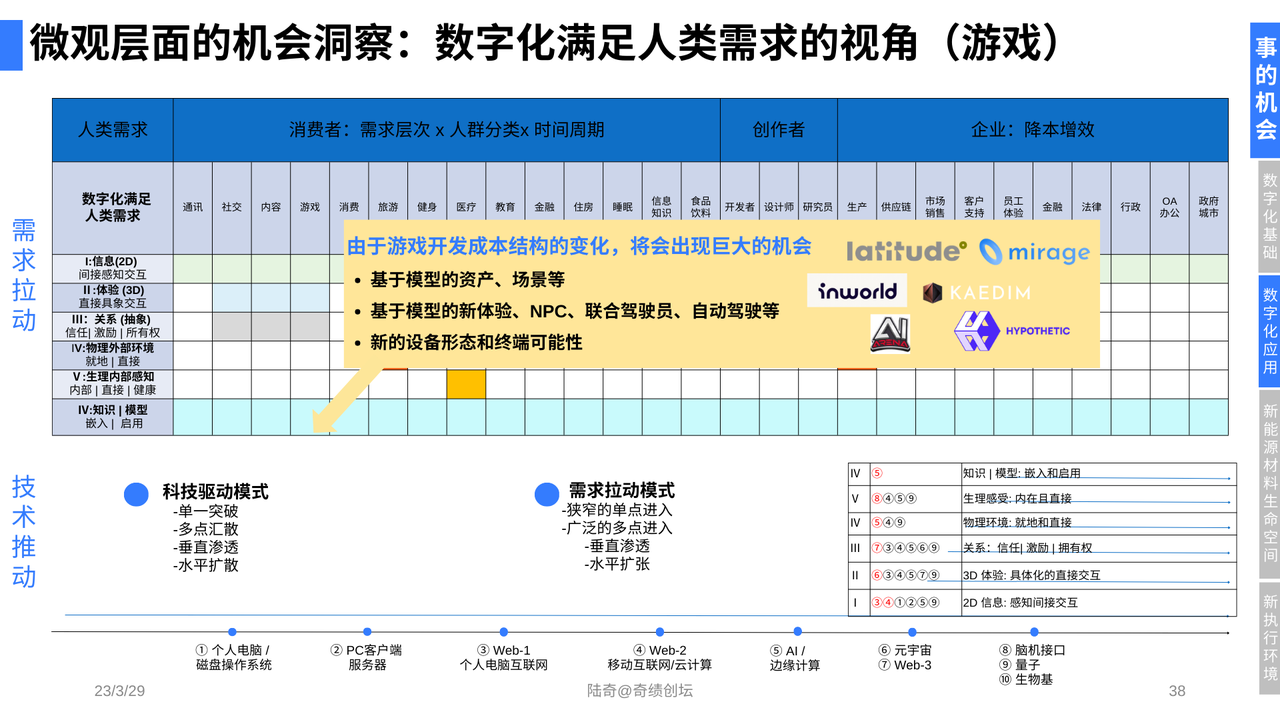 微观层面的机会洞察：数字化满足人类需求的视角（游戏）
事的机会
数字化基础
数字化应用
新能源材料生命空间
新执行环境
需求拉动
技术推动
人类需求
消费者：需求层次 x 人群分类x 时间周期
创作者
企业：降本增效
数字化满足
人类需求
通讯
社交
内容
游戏
消费
旅游
健身
医疗
教育
金融
住房
睡眠
信息
知识
食品
饮料
开发者
设计师
研究员
生产
供应链
市场
销售
客户
支持
员工
体验
金融
法律
行政
OA
办公
政府
城市
I:信息(2D)
间接感知交互
II:体验 (3D)
直接具象交互
III：关系 (抽象)
信任| 激励 | 所有权
IV:物理外部环境
就地 | 直接
V:生理内部感知
内部 | 直接 | 健康
IV:知识 | 模型
嵌入 | 启用
由于游戏开发成本结构的变化，将会出现巨大的机会
• 基于模型的资产、场景等
• 基于模型的新体验、NPC、联合驾驶员、自动驾驶等
• 新的设备形态和终端可能性
latitude
mirage
inworld
KAEDIM
AI
ARENA
HYPOTHETIC
科技驱动模式
-单一突破
-多点汇散
-垂直渗透
-水平扩散
需求拉动模式
-狭窄的单点进入
-广泛的多点进入
-垂直渗透
-水平扩张
IV ⑤ 知识 | 模型: 嵌入和启用
V ⑧④⑤⑨ 生理感受: 内在且直接
IV ⑤④⑨ 物理环境: 就地和直接
III ⑦③④⑤⑥⑨ 关系：信任| 激励 | 拥有权
II ⑥③④⑤⑦⑨ 3D 体验: 具体化的直接交互
I ③④①②⑤⑨ 2D 信息: 感知间接交互
① 个人电脑 /
磁盘操作系统
② PC客户端
服务器
③ Web-1
个人电脑互联网
④ Web-2
移动互联网/云计算
⑤ AI /
边缘计算
⑥ 元宇宙
⑦ Web-3
⑧ 脑机接口
⑨ 量子
⑩ 生物基
23/3/29
陆奇@奇绩创坛
38